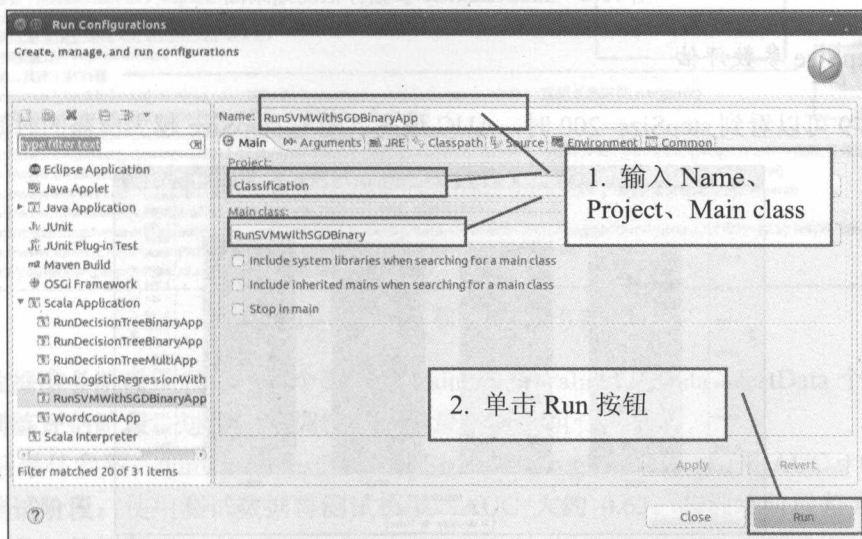 Run Configurations
Create, manage, and run configurations
type filter text
Eclipse Application
Java Applet
Java Application
JUnit
JUnit Plug-in Test
Maven Build
OSGi Framework
Scala Application
RunDecisionTreeBinaryApp
RunDecisionTreeBinaryApp
RunDecisionTreeMultiApp
RunLogisticRegressionWith
RunSVMWithSGDBinaryApp
WordCountApp
Scala Interpreter
Filter matched 20 of 31 items
Name: RunSVMWithSGDBinaryApp
Main Arguments JRE Classpath Source Environment Common
Project:
Classification
Main class:
RunSVMWithSGDBinary
Include system libraries when searching for a main class
Include inherited mains when searching for a main class
Stop in main
1. 输入 Name、
Project、Main class
2. 单击 Run 按钮
Apply Revert
Close Run